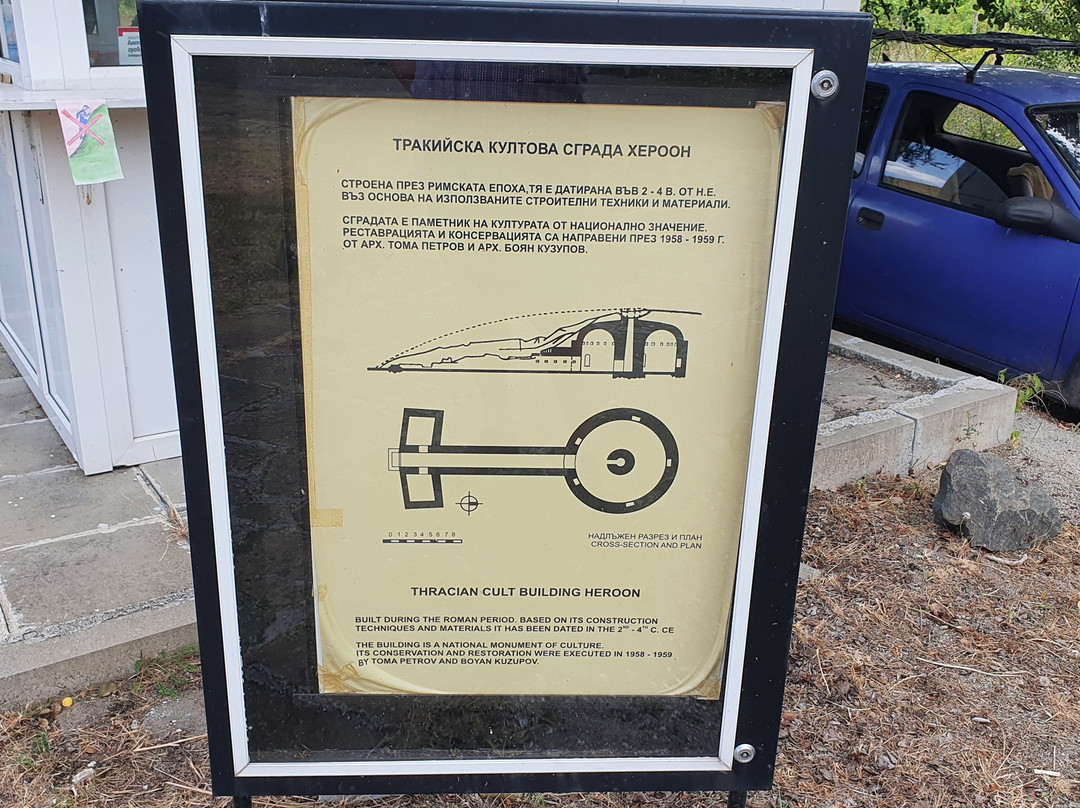 ТРАКИЙСКА КУЛТОВА СГРАДА ХЕРООН
СТРОЕНА ПРЕЗ РИМСКАТА ЕПОХА,ТЯ Е ДАТИРАНА ВЪВ 2 - 4 В. ОТ Н.Е.
ВЪЗ ОСНОВА НА ИЗПОЛЗВАНИТЕ СТРОИТЕЛНИ ТЕХНИКИ И МАТЕРИАЛИ.
СГРАДАТА Е ПАМЕТНИК НА КУЛТУРАТА ОТ НАЦИОНАЛНО ЗНАЧЕНИЕ.
РЕСТАВРАЦИЯТА И КОНСЕРВАЦИЯТА СА НАПРАВЕНИ ПРЕЗ 1958 - 1959 Г.
ОТ АРХ. ТОМА ПЕТРОВ И АРХ. БОЯН КУЗУПОВ.
0 1 2 3 4 5 6 7 8
НАДЛЪЖЕН РАЗРЕЗ И ПЛАН
CROSS-SECTION AND PLAN
THRACIAN CULT BUILDING HEROON
BUILT DURING THE ROMAN PERIOD. BASED ON ITS CONSTRUCTION
TECHNIQUES AND MATERIALS IT HAS BEEN DATED IN THE 2ND - 4TH C. CE
THE BUILDING IS A NATIONAL MONUMENT OF CULTURE.
ITS CONSERVATION AND RESTORATION WERE EXECUTED IN 1958 - 1959
BY TOMA PETROV AND BOYAN KUZUPOV.